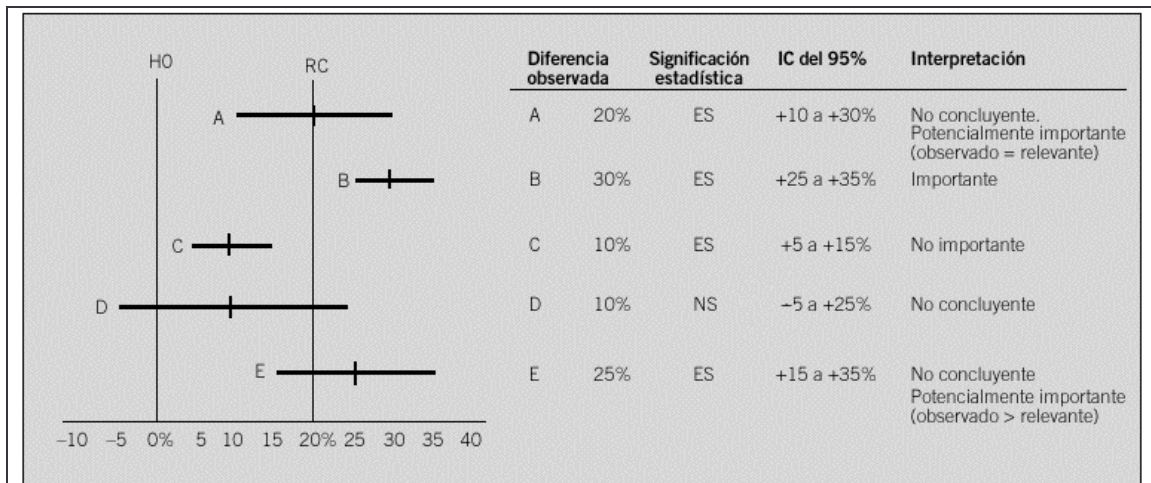 HO
RC
A
B
C
D
E
−10 −5 0% 5 10 15 20% 25 30 35 40
Diferencia observada Significación estadística IC del 95% Interpretación
A 20% ES +10 a +30% No concluyente.
Potencialmente importante
(observado = relevante)
B 30% ES +25 a +35% Importante
C 10% ES +5 a +15% No importante
D 10% NS −5 a +25% No concluyente
E 25% ES +15 a +35% No concluyente
Potencialmente importante
(observado > relevante)